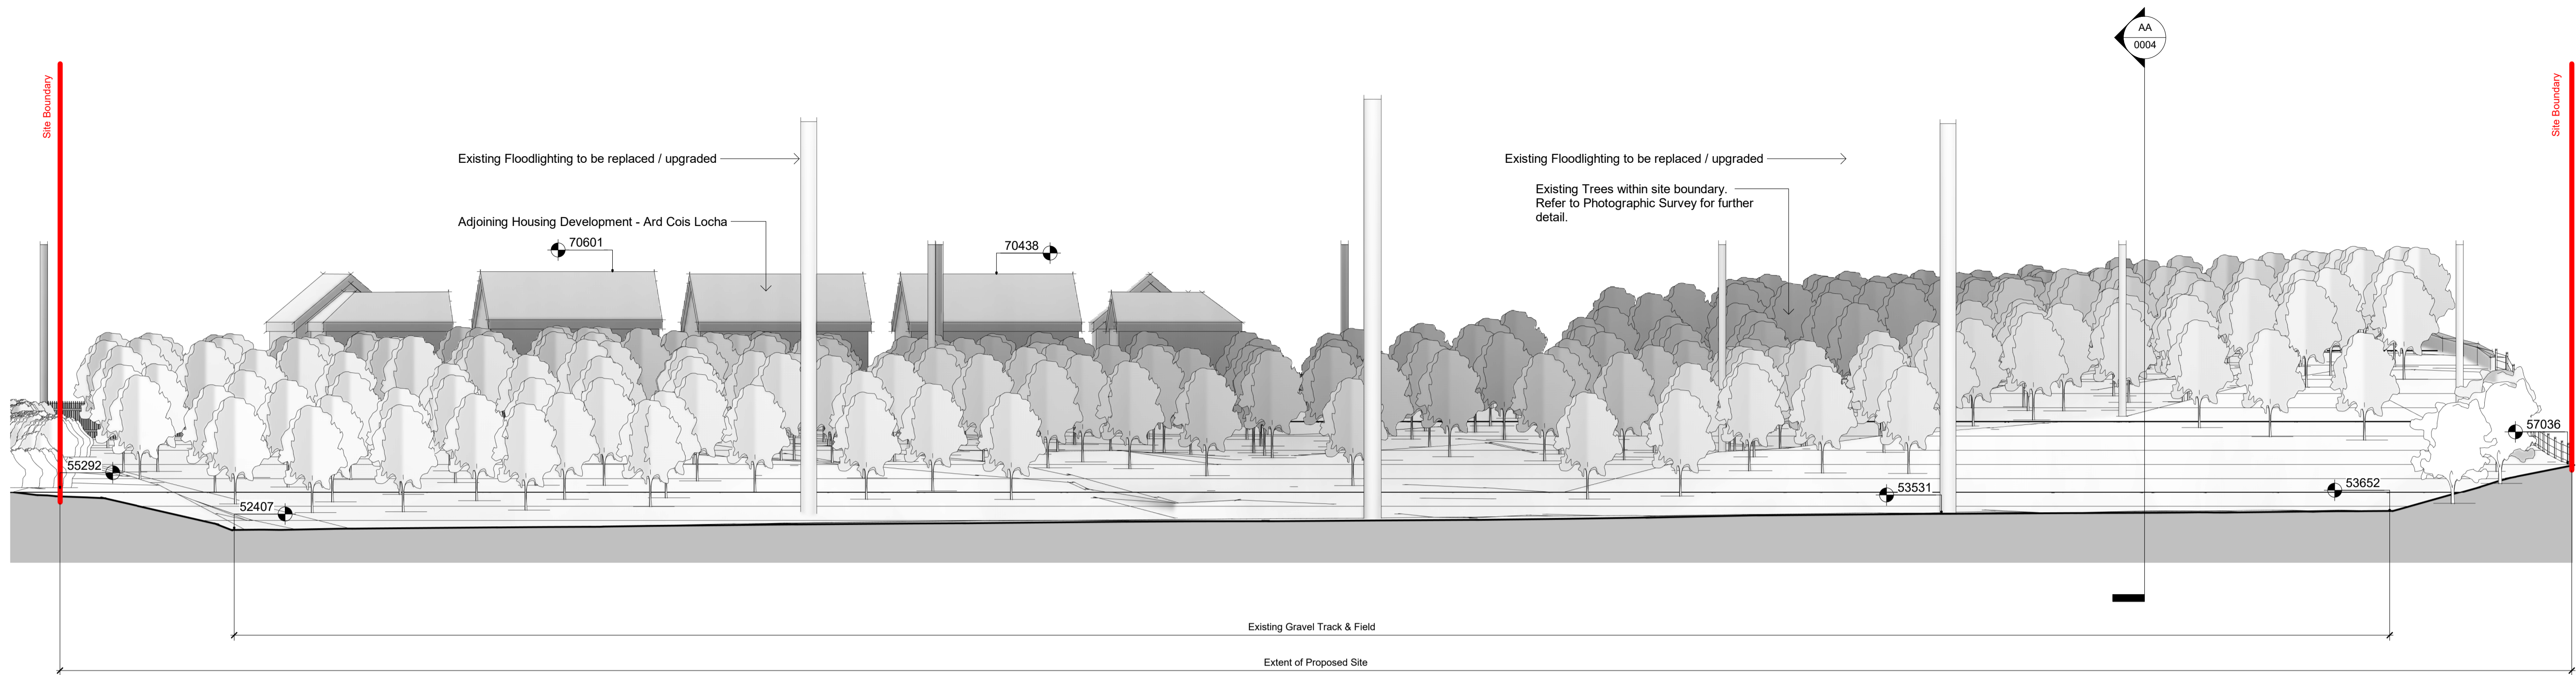 AA
0004
Site Boundary
Site Boundary
Existing Floodlighting to be replaced / upgraded
Existing Floodlighting to be replaced / upgraded
Existing Trees within site boundary.
Refer to Photographic Survey for further
detail.
Adjoining Housing Development - Ard Cois Locha
70601
70438
57036
55292
53652
53531
52407
Existing Gravel Track & Field
Extent of Proposed Site